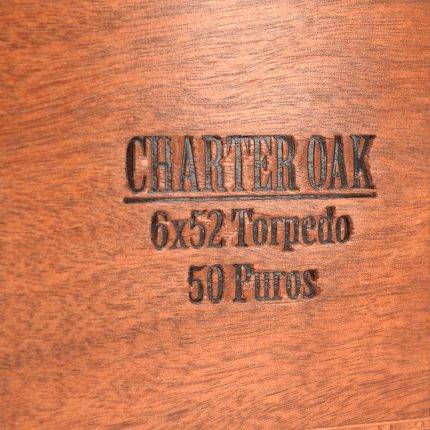 CHARTER OAK
6x52 Torpedo
50 Puros